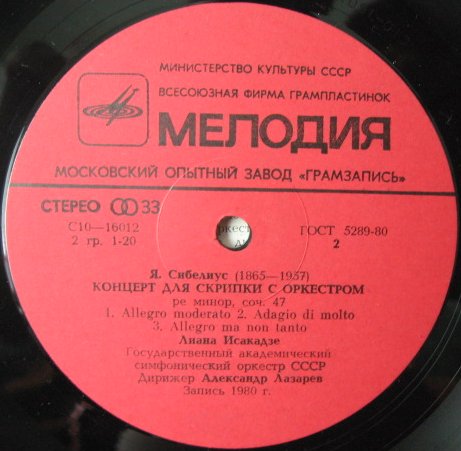 МИНИСТЕРСТВО КУЛЬТУРЫ СССР
ВСЕСОЮЗНАЯ ФИРМА ГРАМПЛАСТИНОК
МЕЛОДИЯ
МОСКОВСКИЙ ОПЫТНЫЙ ЗАВОД «ГРАМЗАПИСЬ»
СТЕРЕО 33
С10—16012 ГОСТ 5289-80
2 гр. 1-20 2
Я. Сибелиус (1865—1957)
КОНЦЕРТ ДЛЯ СКРИПКИ С ОРКЕСТРОМ
ре минор, соч. 47
1. Allegro moderato 2. Adagio di molto
3. Allegro ma non tanto
Лиана Исакадзе
Государственный академический
симфонический оркестр СССР
Дирижер Александр Лазарев
Запись 1980 г.